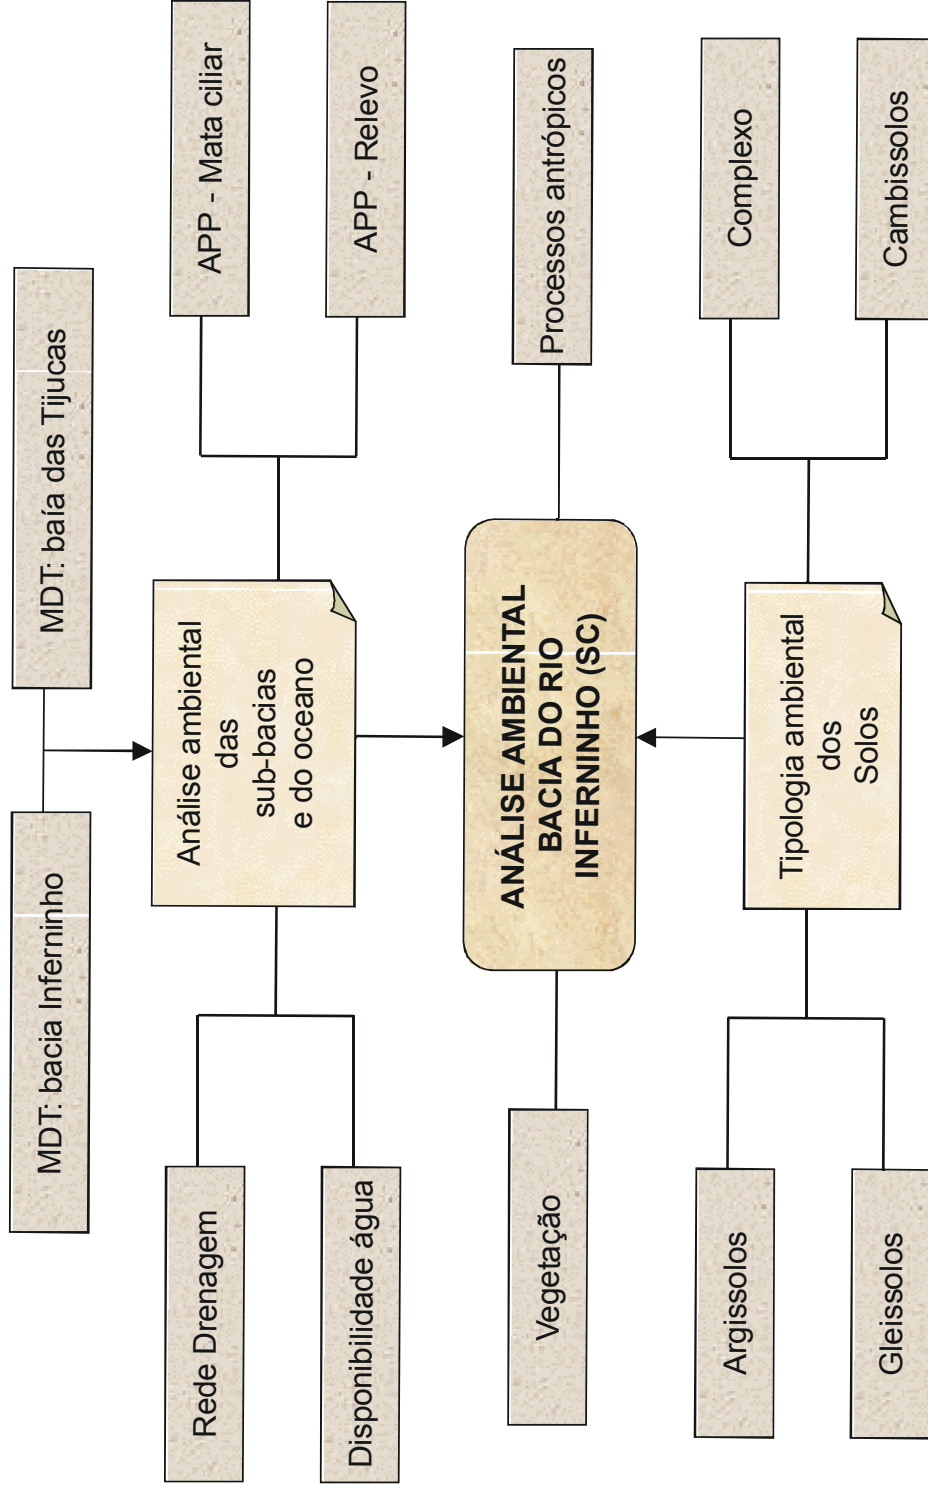 MDT: bacia Inferninho
MDT: baía das Tijucas
Rede Drenagem
Análise ambiental
das
sub-bacias
e do oceano
APP - Mata ciliar
Disponibilidade água
APP - Relevo
Vegetação
ANÁLISE AMBIENTAL
BACIA DO RIO
INFERNINHO (SC)
Processos antrópicos
Argissolos
Tipologia ambiental
dos
Solos
Complexo
Gleissolos
Cambissolos